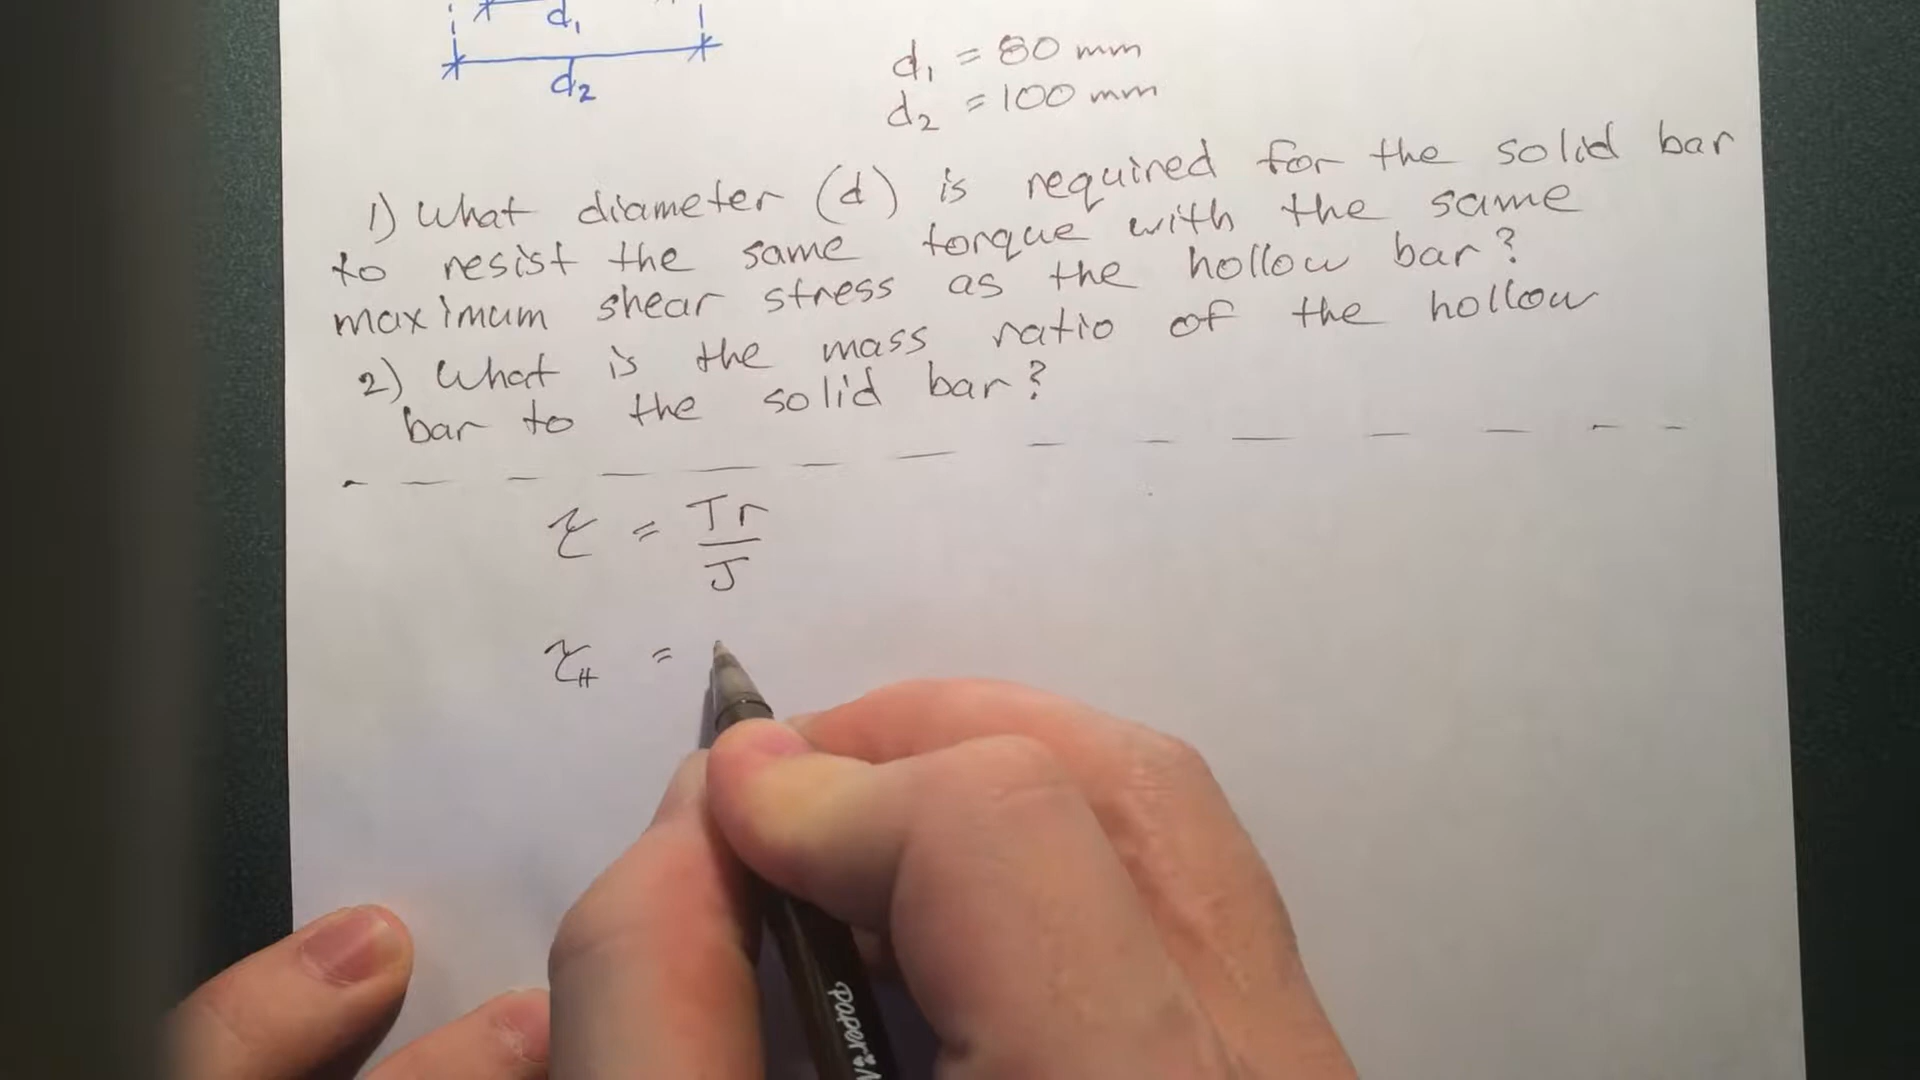 d₁
d₂
d₁ = 80 mm
d₂ = 100 mm
1) What diameter (d) is required for the solid bar
to resist the same torque with the same
maximum shear stress as the hollow bar?
2) What is the mass ratio of the hollow
bar to the solid bar?
τ = Tr/J
τH =